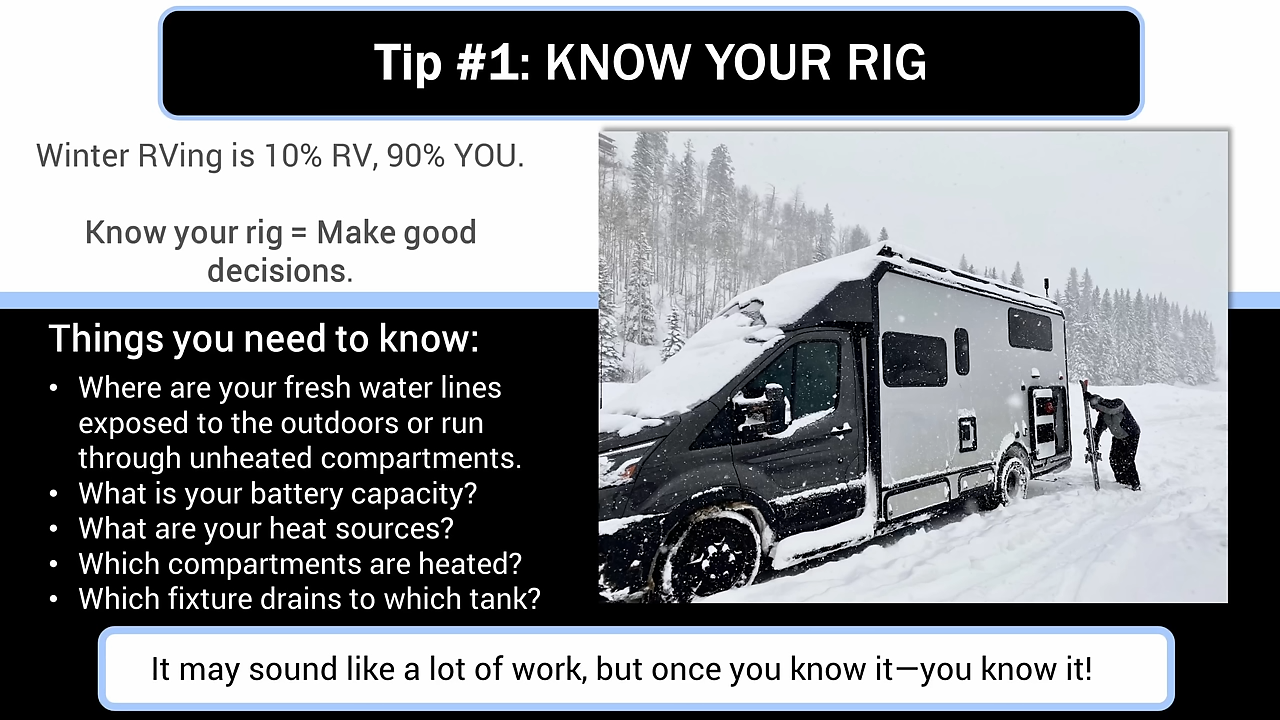 Tip #1: KNOW YOUR RIG
Winter RVing is 10% RV, 90% YOU.
Know your rig = Make good
decisions.
Things you need to know:
• Where are your fresh water lines
exposed to the outdoors or run
through unheated compartments.
• What is your battery capacity?
• What are your heat sources?
• Which compartments are heated?
• Which fixture drains to which tank?
It may sound like a lot of work, but once you know it—you know it!